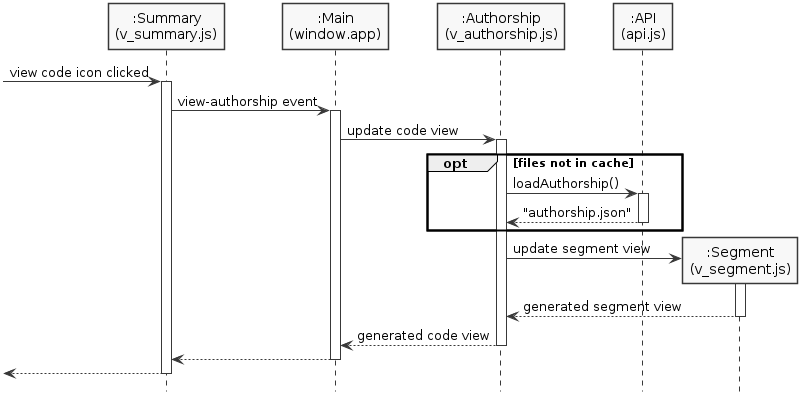 :Summary
(v_summary.js)
:Main
(window.app)
:Authorship
(v_authorship.js)
:API
(api.js)
view code icon clicked
view-authorship event
update code view
opt
[files not in cache]
loadAuthorship()
"authorship.json"
update segment view
:Segment
(v_segment.js)
generated segment view
generated code view